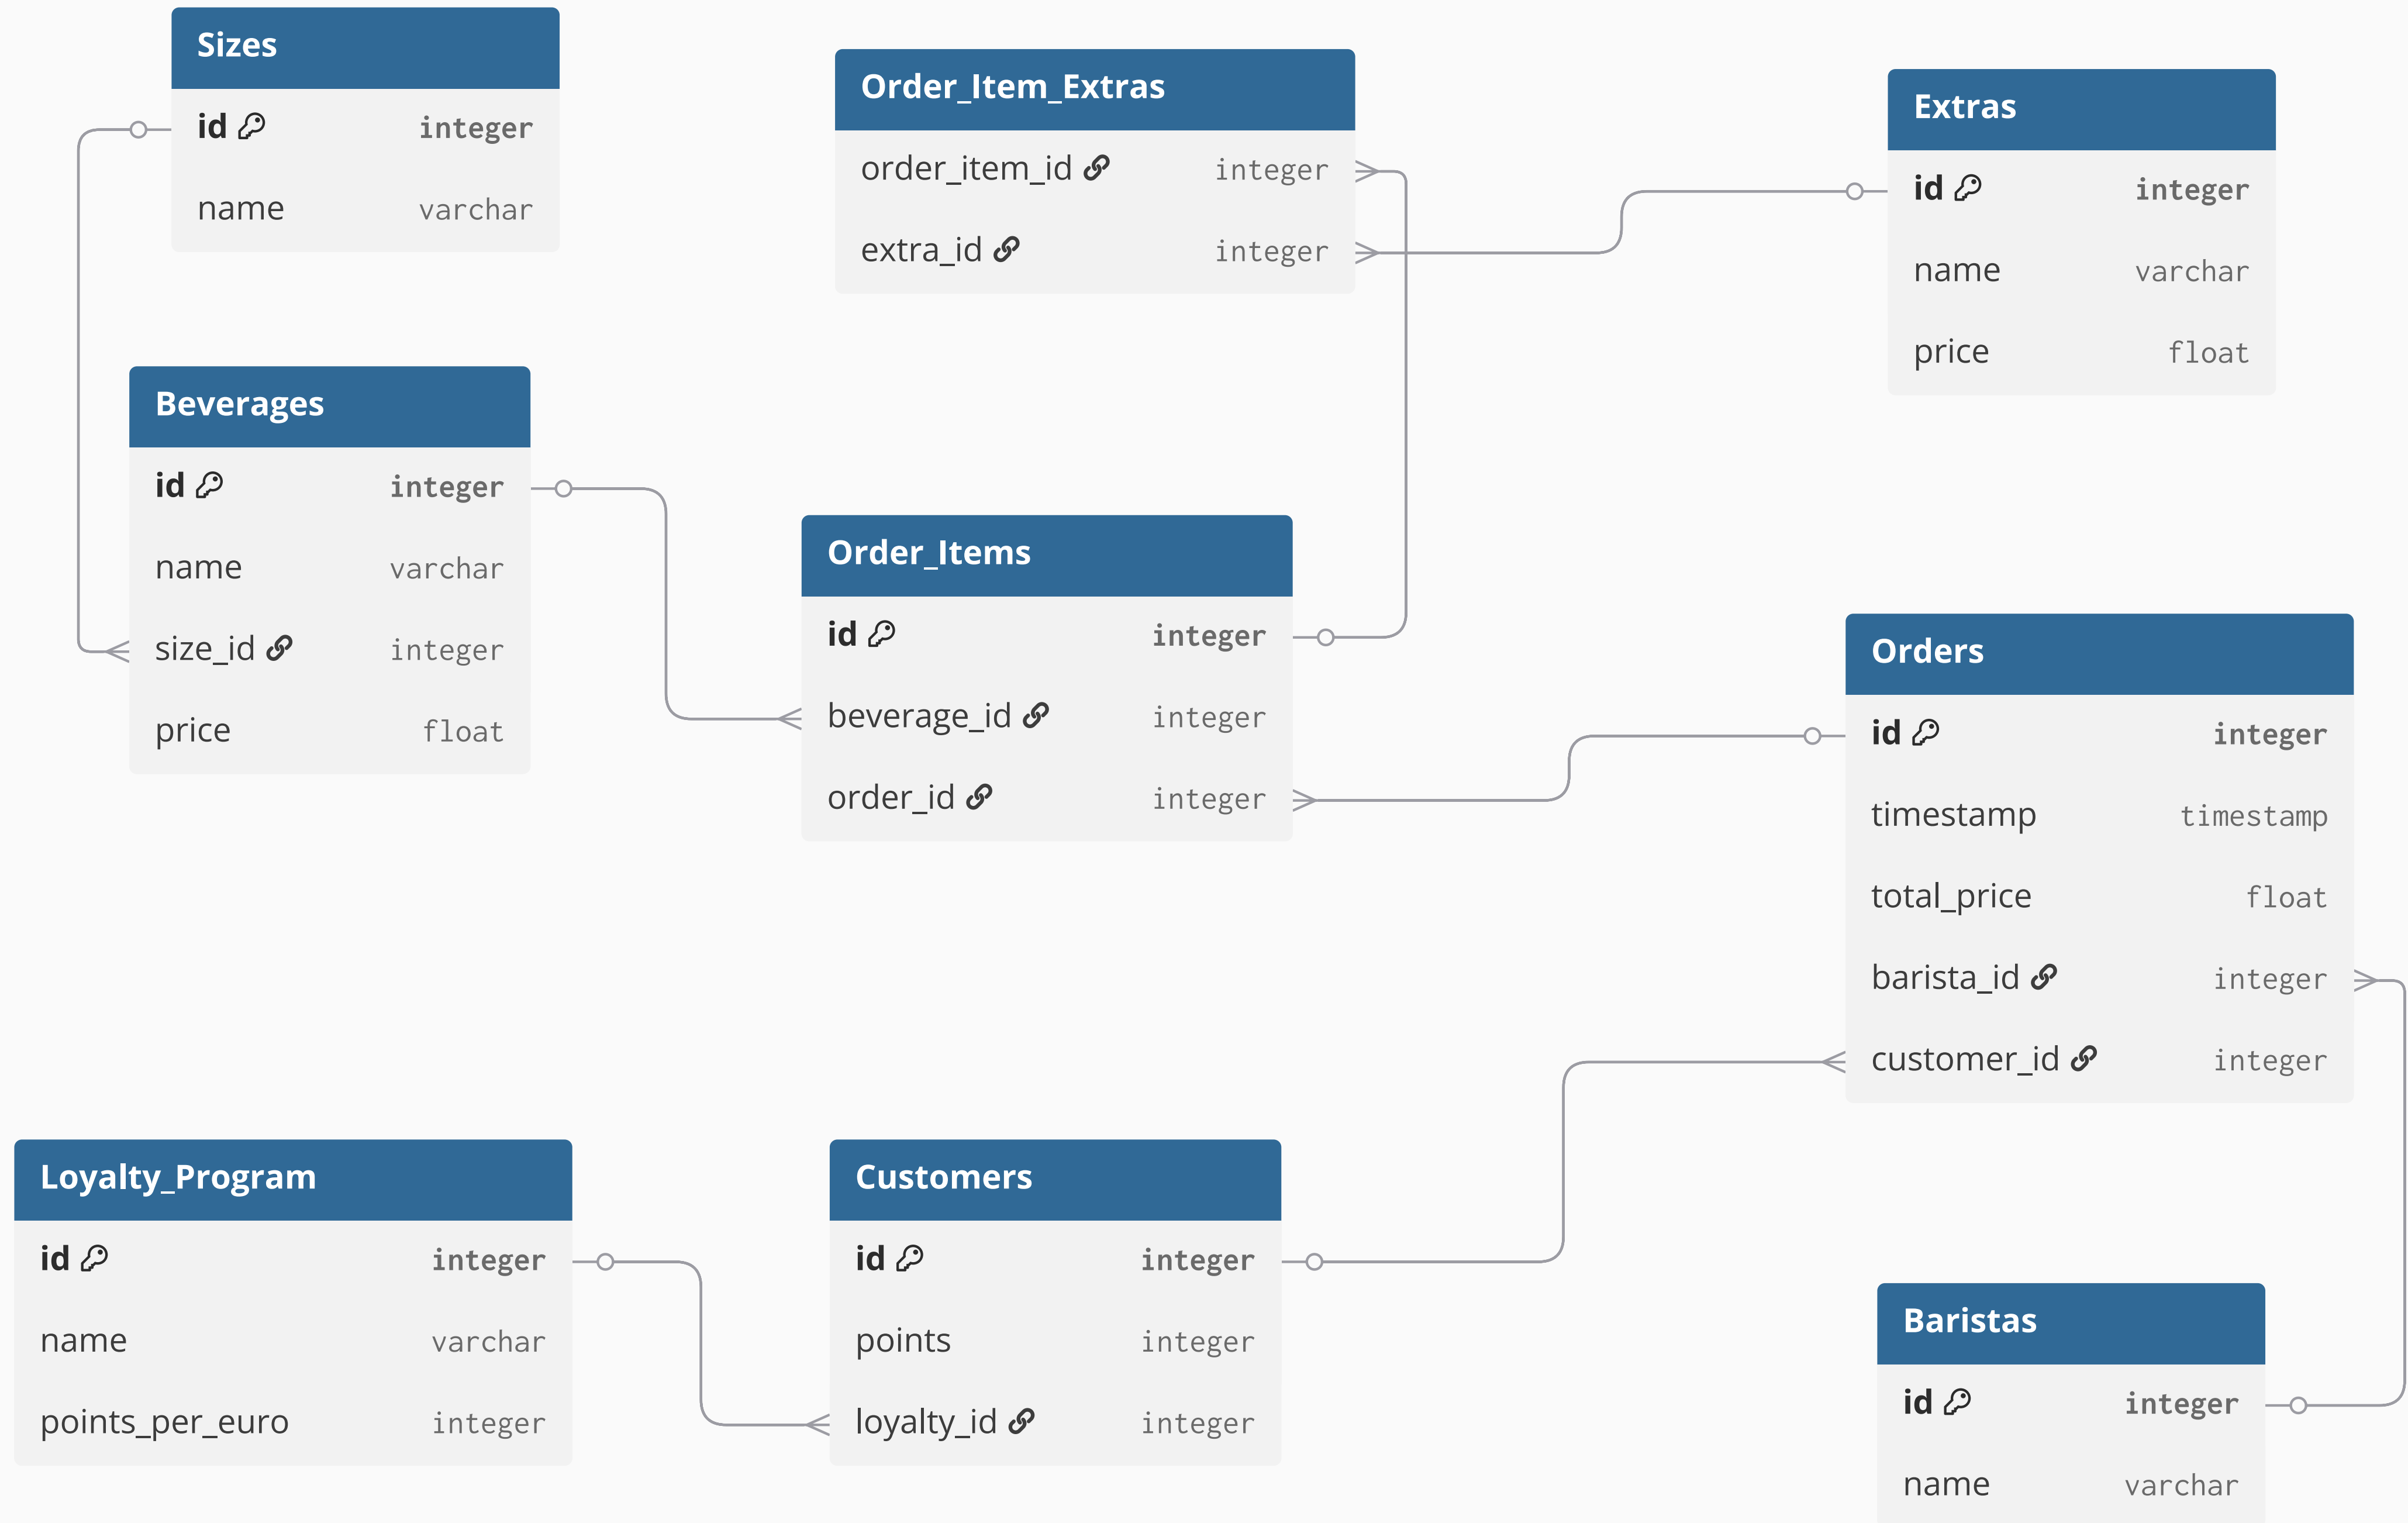 Sizes
id integer
name varchar
Order_Item_Extras
order_item_id integer
extra_id integer
Extras
id integer
name varchar
price float
Beverages
id integer
name varchar
size_id integer
price float
Order_Items
id integer
beverage_id integer
order_id integer
Orders
id integer
timestamp timestamp
total_price float
barista_id integer
customer_id integer
Loyalty_Program
id integer
name varchar
points_per_euro integer
Customers
id integer
points integer
loyalty_id integer
Baristas
id integer
name varchar